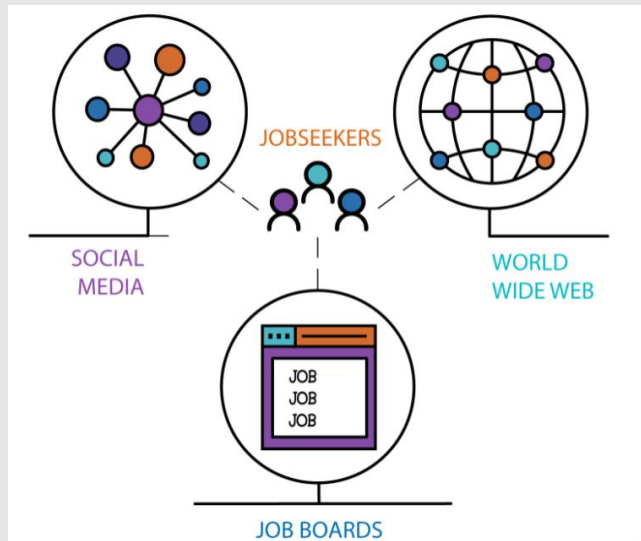 JOBSEEKERS
SOCIAL
MEDIA
WORLD
WIDE WEB
JOB
JOB
JOB
JOB BOARDS